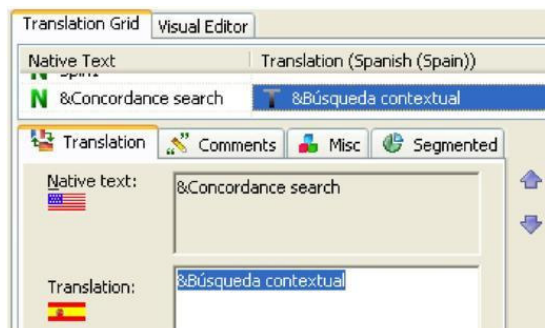 Translation Grid Visual Editor
Native Text Translation (Spanish (Spain))
N &Concordance search T &Búsqueda contextual
Translation Comments Misc Segmented
Native text: &Concordance search
Translation: &Búsqueda contextual